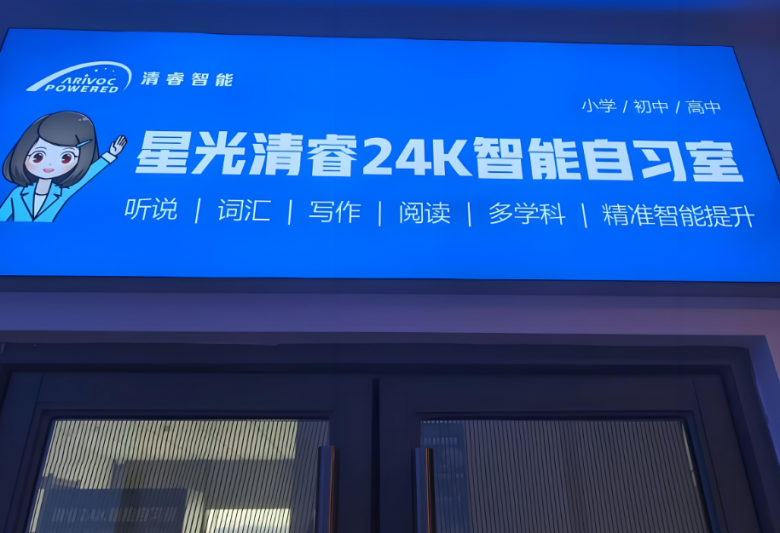 ARIVOC
POWERED
清睿智能
小学 / 初中 / 高中
星光清睿24K智能自习室
听说 | 词汇 | 写作 | 阅读 | 多学科 | 精准智能提升